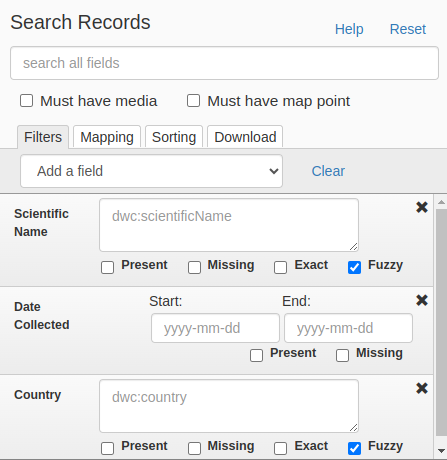 Search Records
Help
Reset
search all fields
Must have media
Must have map point
Filters
Mapping
Sorting
Download
Add a field
Clear
Scientific
Name
dwc:scientificName
Present
Missing
Exact
Fuzzy
Date
Collected
Start:
End:
yyyy-mm-dd
yyyy-mm-dd
Present
Missing
Country
dwc:country
Present
Missing
Exact
Fuzzy